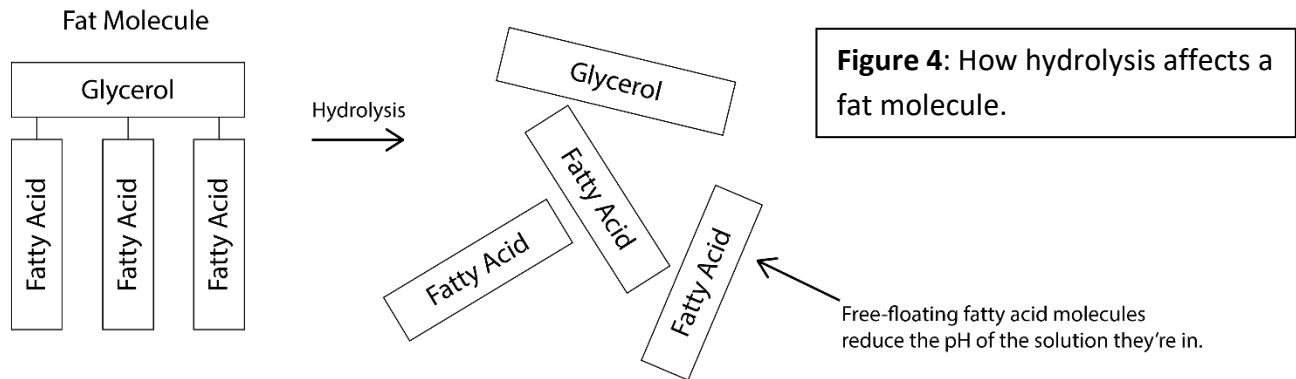 Fat Molecule
Glycerol
Fatty Acid
Fatty Acid
Fatty Acid
Hydrolysis
Glycerol
Fatty Acid
Fatty Acid
Fatty Acid
Figure 4: How hydrolysis affects a
fat molecule.
Free-floating fatty acid molecules
reduce the pH of the solution they're in.